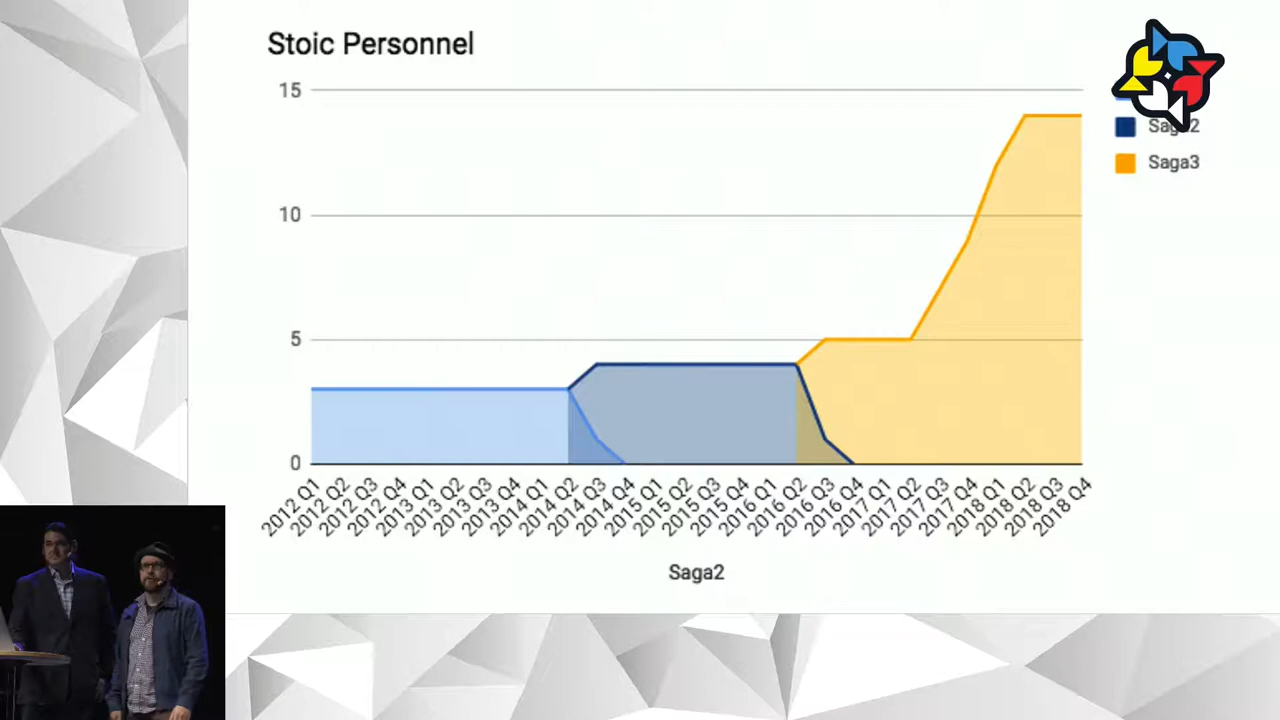 Stoic Personnel
15
10
5
0
Saga2
Saga3
2012 Q1
2012 Q2
2012 Q3
2012 Q4
2013 Q1
2013 Q2
2013 Q3
2013 Q4
2014 Q1
2014 Q2
2014 Q3
2014 Q4
2015 Q1
2015 Q2
2015 Q3
2015 Q4
2016 Q1
2016 Q2
2016 Q3
2016 Q4
2017 Q1
2017 Q2
2017 Q3
2017 Q4
2018 Q1
2018 Q2
2018 Q3
2018 Q4
Saga2